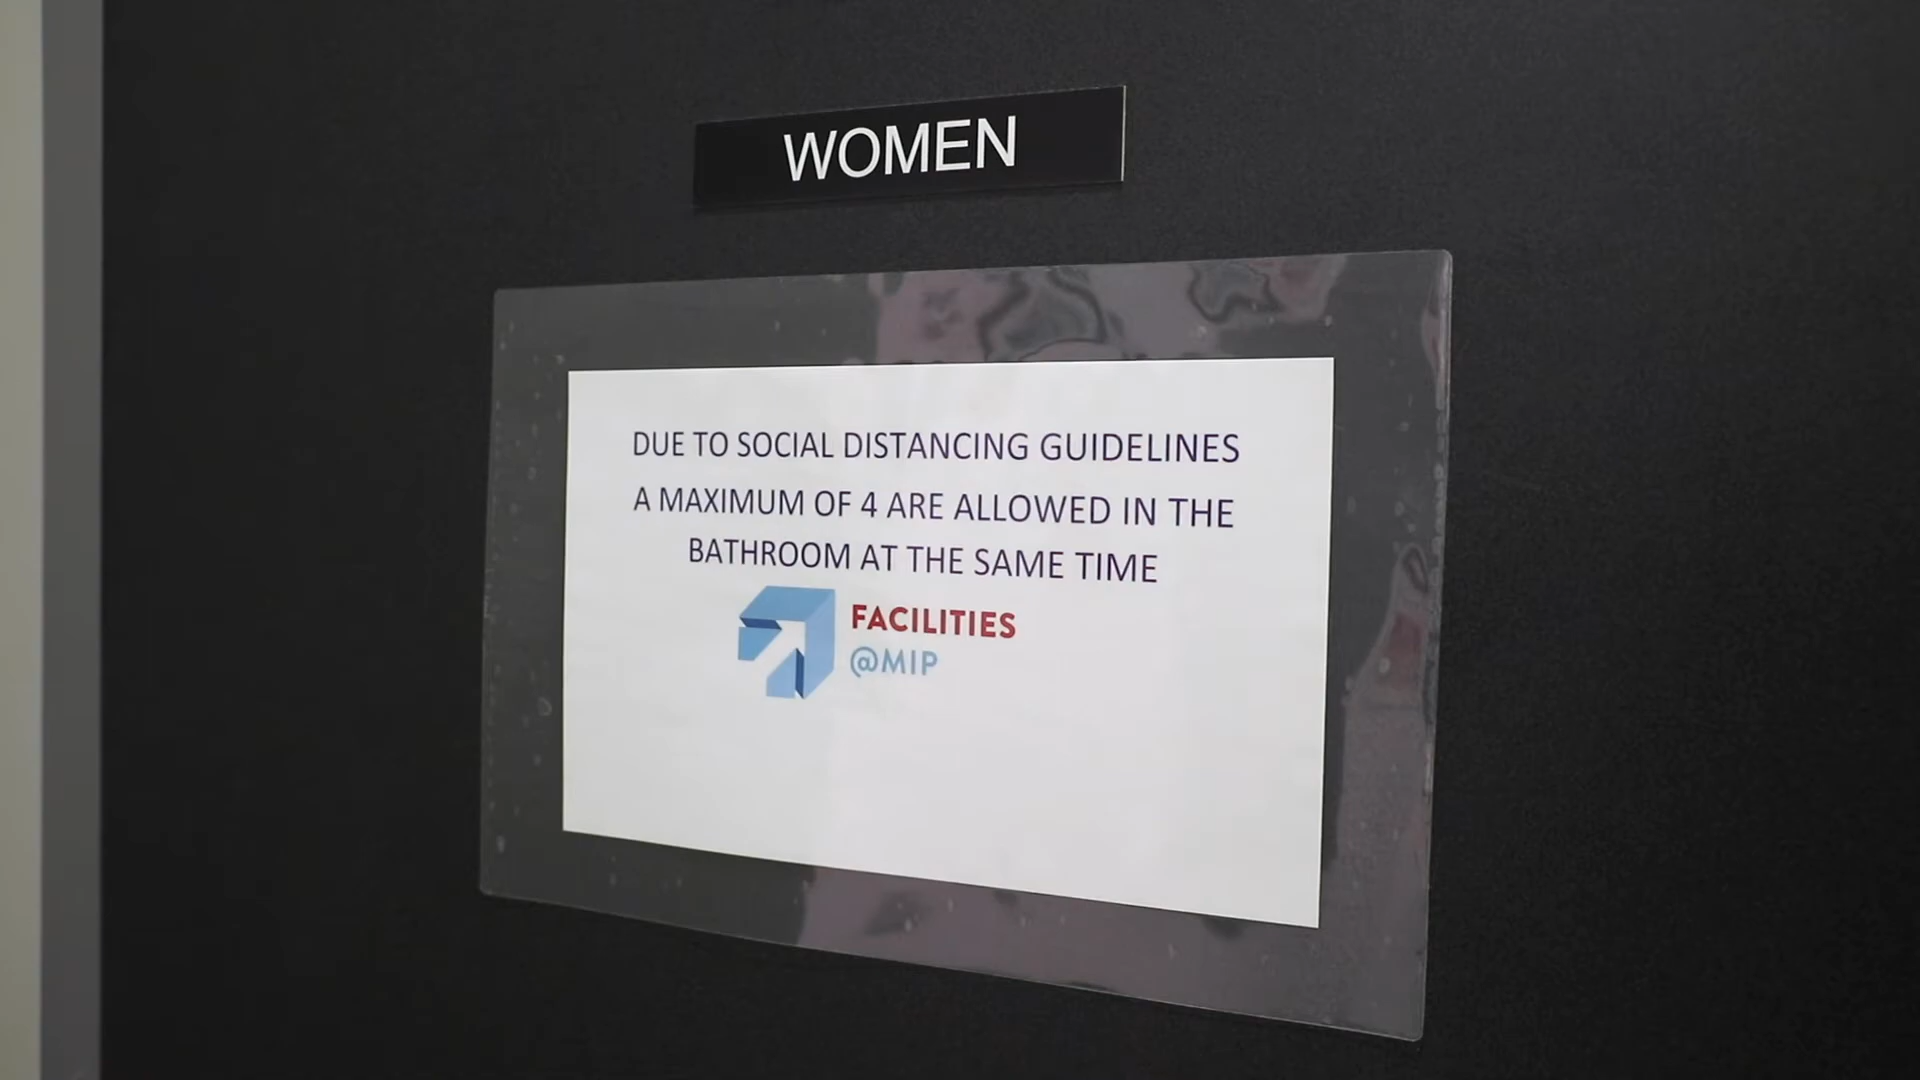 WOMEN
DUE TO SOCIAL DISTANCING GUIDELINES
A MAXIMUM OF 4 ARE ALLOWED IN THE
BATHROOM AT THE SAME TIME
FACILITIES
@MIP